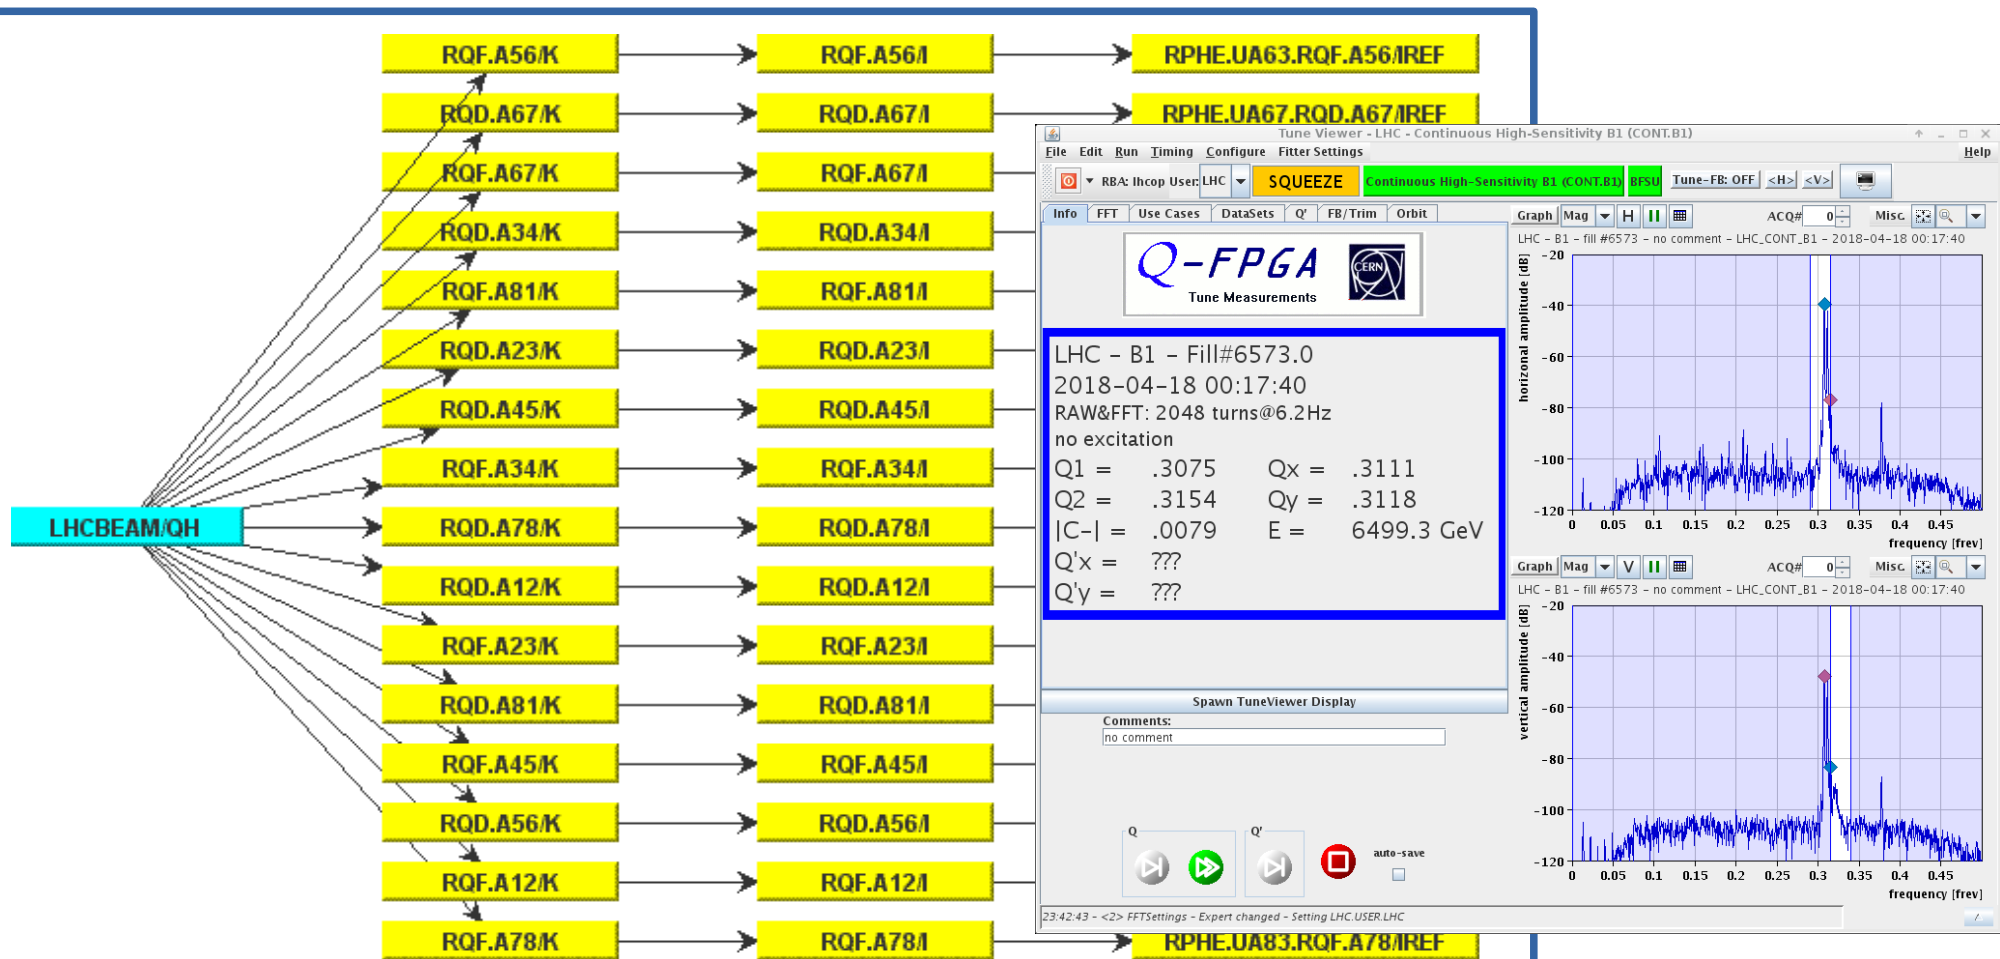 RQF.A56/K RQF.A56/I RPHE.UA63.RQF.A56/IREF
RQD.A67/K RQD.A67/I RPHE.UA67.RQD.A67/IREF
RQF.A67/K RQF.A67/I
RQD.A34/K RQD.A34/I
RQF.A81/K RQF.A81/I
RQD.A23/K RQD.A23/I
RQD.A45/K RQD.A45/I
RQF.A34/K RQF.A34/I
LHCBEAM/QH RQD.A78/K RQD.A78/I
RQD.A12/K RQD.A12/I
RQF.A23/K RQF.A23/I
RQD.A81/K RQD.A81/I
RQF.A45/K RQF.A45/I
RQD.A56/K RQD.A56/I
RQF.A12/K RQF.A12/I
RQF.A78/K RQF.A78/I RPHE.UA83.RQF.A78/IREF
Tune Viewer - LHC - Continuous High-Sensitivity B1 (CONT.B1)
File Edit Run Timing Configure Fitter Settings Help
RBA: lhcop User: LHC SQUEEZE Continuous High-Sensitivity B1 (CONT.B1) BFSU Tune-FB: OFF <H> <V>
Info FFT Use Cases DataSets Q' FB/Trim Orbit
Q-FPGA
Tune Measurements
CERN
LHC - B1 - Fill#6573.0
2018-04-18 00:17:40
RAW&FFT: 2048 turns@6.2Hz
no excitation
Q1 = .3075 Qx = .3111
Q2 = .3154 Qy = .3118
|C-| = .0079 E = 6499.3 GeV
Q'x = ???
Q'y = ???
Spawn TuneViewer Display
Comments:
no comment
Q Q'
auto-save
23:42:43 - <2> FFTSettings - Expert changed - Setting LHC.USER.LHC
Graph Mag H ACQ# 0 Misc.
LHC - B1 - fill #6573 - no comment - LHC_CONT_B1 - 2018-04-18 00:17:40
horizonal amplitude [dB]
-20
-40
-60
-80
-100
-120
0 0.05 0.1 0.15 0.2 0.25 0.3 0.35 0.4 0.45
frequency [frev]
Graph Mag V ACQ# 0 Misc.
LHC - B1 - fill #6573 - no comment - LHC_CONT_B1 - 2018-04-18 00:17:40
vertical amplitude [dB]
-20
-40
-60
-80
-100
-120
0 0.05 0.1 0.15 0.2 0.25 0.3 0.35 0.4 0.45
frequency [frev]